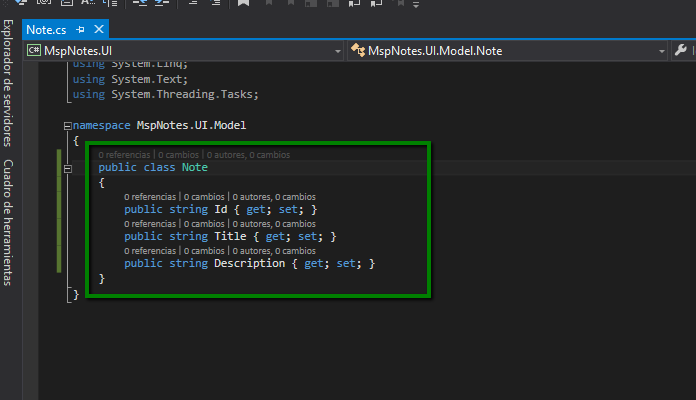 Note.cs
MspNotes.UI
MspNotes.UI.Model.Note
Explorador de servidores
Cuadro de herramientas
using System.Linq;
using System.Text;
using System.Threading.Tasks;
namespace MspNotes.UI.Model
{
0 referencias | 0 cambios | 0 autores, 0 cambios
public class Note
{
0 referencias | 0 cambios | 0 autores, 0 cambios
public string Id { get; set; }
0 referencias | 0 cambios | 0 autores, 0 cambios
public string Title { get; set; }
0 referencias | 0 cambios | 0 autores, 0 cambios
public string Description { get; set; }
}
}